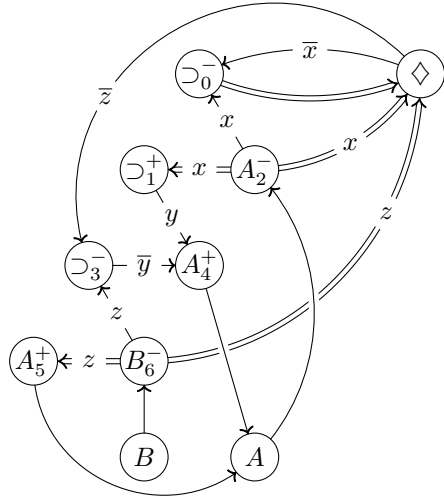 x̅
⊃₀⁻ ◇
z̅
x x
⊃₁⁺ x A₂⁻
y z
⊃₃⁻ y̅ A₄⁺
z
A₅⁺ z B₆⁻
B A